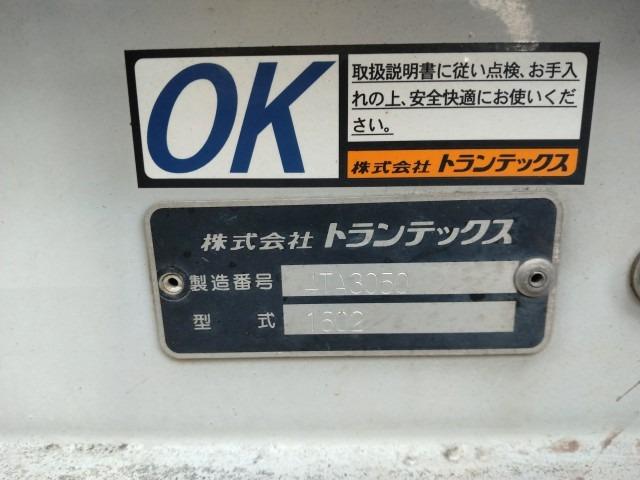 OK
取扱説明書に従い点検、お手入
れの上、安全快適にお使いくだ
さい。
株式会社 トランテックス
株式会社 トランテックス
製造番号
型 式 1502